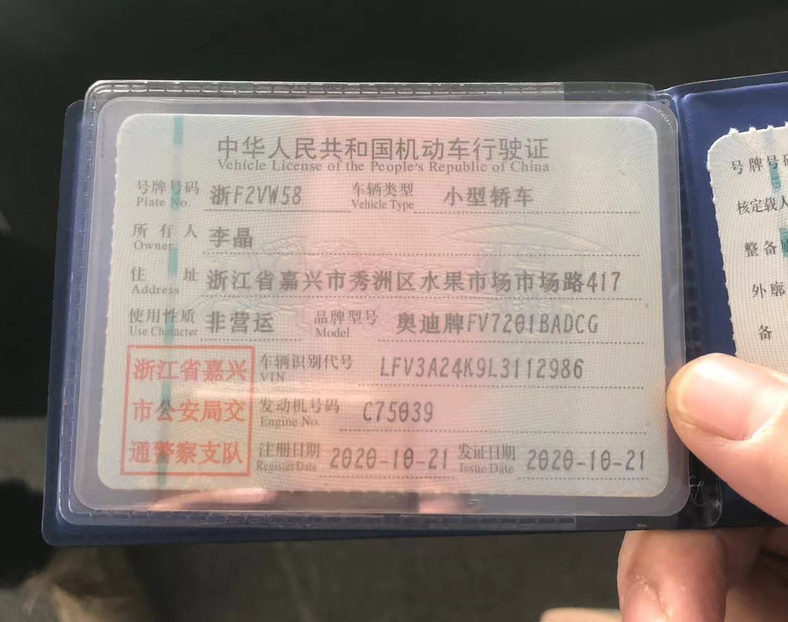 中华人民共和国机动车行驶证
Vehicle License of the People's Republic of China
号牌号码 浙F2VW58 车辆类型 小型轿车
Plate No. Vehicle Type
所有人 李晶
Owner
住址 浙江省嘉兴市秀洲区水果市场市场路417
Address
使用性质 非营运 品牌型号 奥迪牌FV7201BADCG
Use Character Model
浙江省嘉兴
市公安局交
通警察支队
车辆识别代号 LFV3A24K9L3112986
VIN
发动机号码 C75039
Engine No.
注册日期 2020-10-21 发证日期 2020-10-21
Register Date Issue Date
号牌号码
核定载人
整备
外廓
备